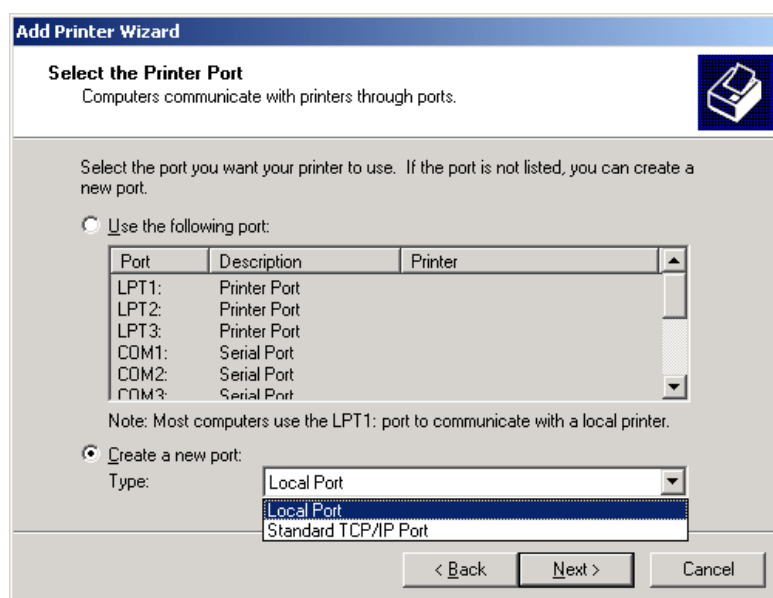 Add Printer Wizard
Select the Printer Port
Computers communicate with printers through ports.
Select the port you want your printer to use. If the port is not listed, you can create a
new port.
Use the following port:
Port Description Printer
LPT1: Printer Port
LPT2: Printer Port
LPT3: Printer Port
COM1: Serial Port
COM2: Serial Port
COM3: Serial Port
Note: Most computers use the LPT1: port to communicate with a local printer.
Create a new port:
Type: Local Port
Local Port
Standard TCP/IP Port
< Back Next > Cancel